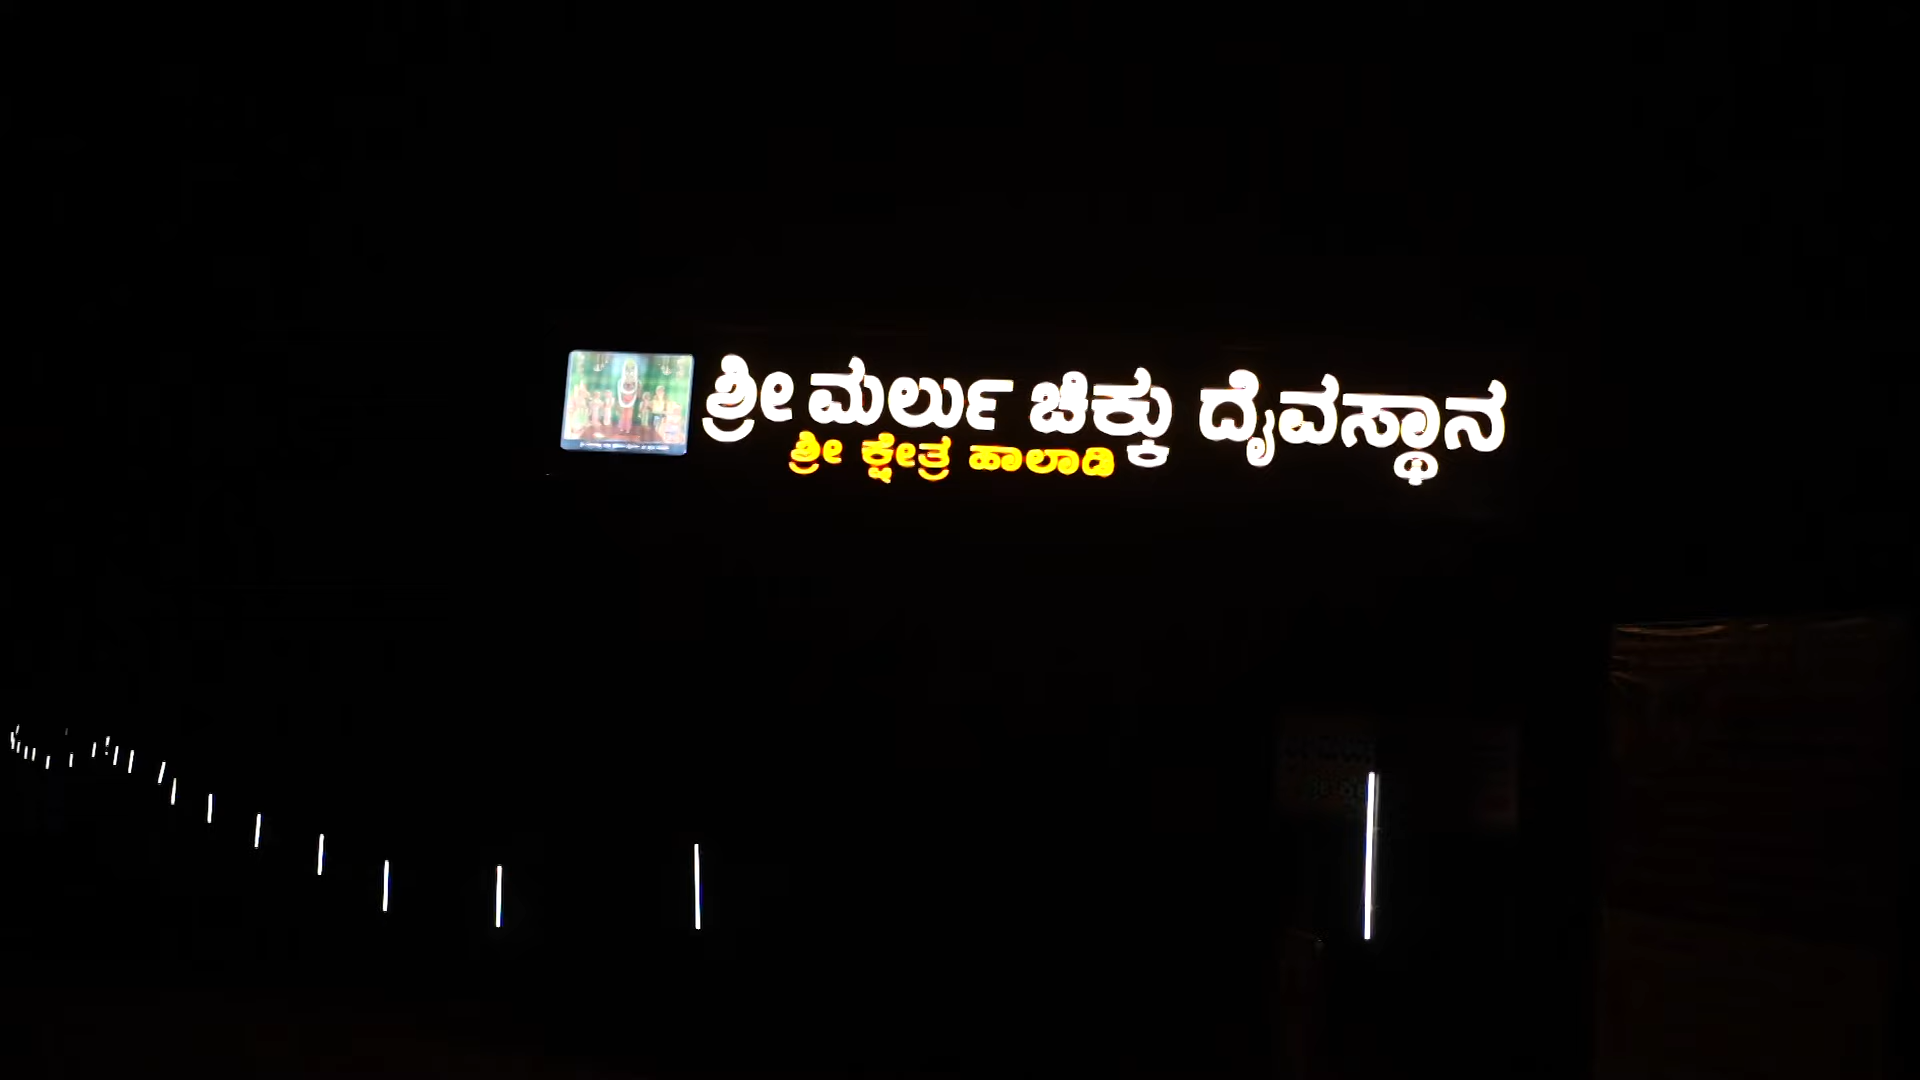 ಶ್ರೀ ಮರ್ಲು ಚಿಕ್ಕು ದೈವಸ್ಥಾನ
ಶ್ರೀ ಕ್ಷೇತ್ರ ಹಾಲಾಡಿ